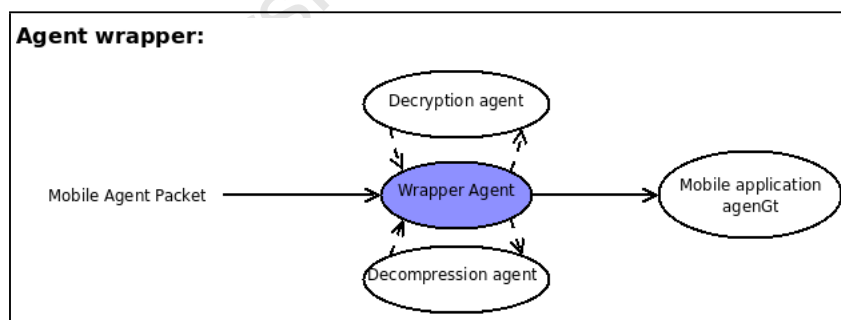 Agent wrapper:
Decryption agent
Mobile Agent Packet
Wrapper Agent
Mobile application
agenGt
Decompression agent